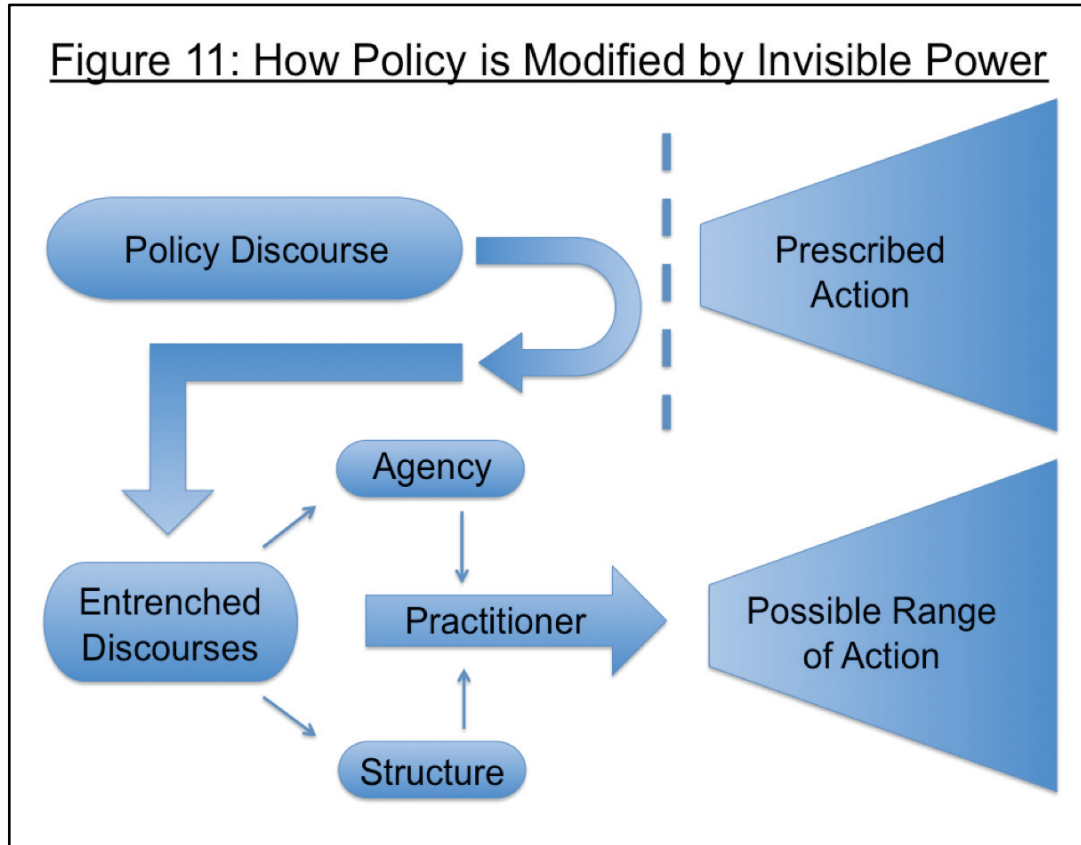 Figure 11: How Policy is Modified by Invisible Power
Policy Discourse
Prescribed
Action
Agency
Entrenched
Discourses
Practitioner
Possible Range
of Action
Structure